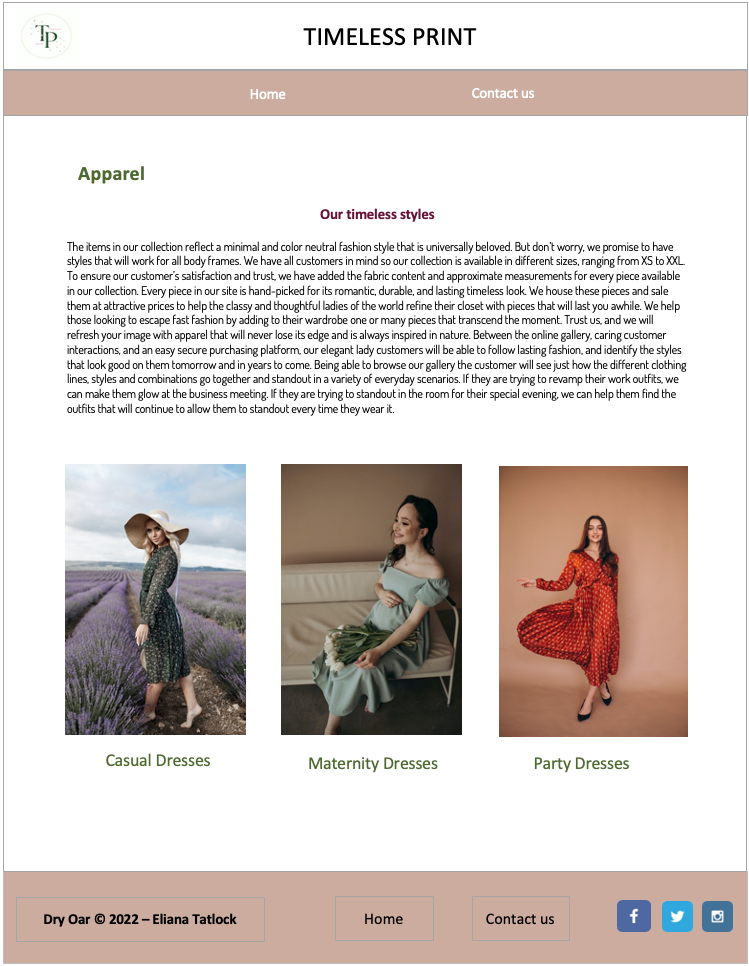 TP
TIMELESS PRINT
Home
Contact us
Apparel
Our timeless styles
The items in our collection reflect a minimal and color neutral fashion style that is universally beloved. But don't worry, we promise to have
styles that will work for all body frames. We have all customers in mind so our collection is available in different sizes, ranging from XS to XXL.
To ensure our customer's satisfaction and trust, we have added the fabric content and approximate measurements for every piece available
in our collection. Every piece in our site is hand-picked for its romantic, durable, and lasting timeless look. We house these pieces and sale
them at attractive prices to help the classy and thoughtful ladies of the world refine their closet with pieces that will last you awhile. We help
those looking to escape fast fashion by adding to their wardrobe one or many pieces that transcend the moment. Trust us, and we will
refresh your image with apparel that will never lose its edge and is always inspired in nature. Between the online gallery, caring customer
interactions, and an easy secure purchasing platform, our elegant lady customers will be able to follow lasting fashion, and identify the styles
that look good on them tomorrow and in years to come. Being able to browse our gallery the customer will see just how the different clothing
lines, styles and combinations go together and standout in a variety of everyday scenarios. If they are trying to revamp their work outfits, we
can make them glow at the business meeting. If they are trying to standout in the room for their special evening, we can help them find the
outfits that will continue to allow them to standout every time they wear it.
Casual Dresses
Maternity Dresses
Party Dresses
Dry Oar © 2022 – Eliana Tatlock
Home
Contact us